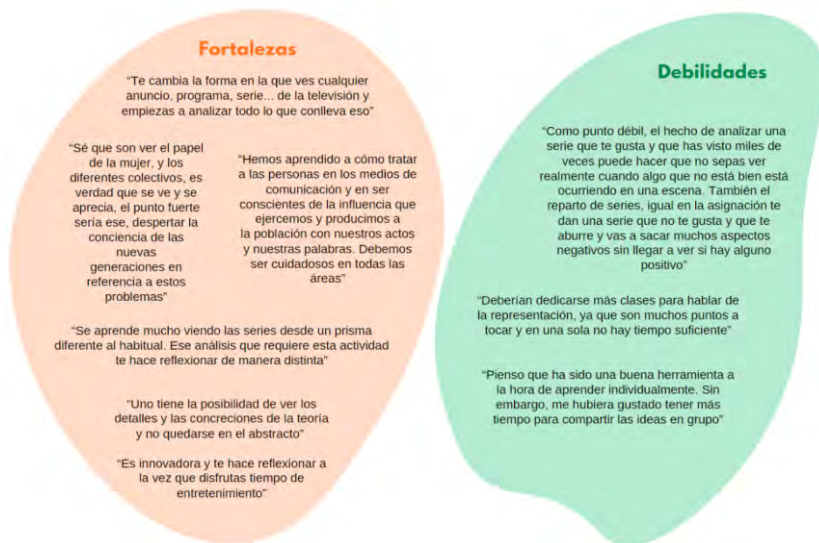 Fortalezas
“Te cambia la forma en la que ves cualquier
anuncio, programa, serie... de la televisión y
empiezas a analizar todo lo que conlleva eso”
“Sé que son ver el papel
de la mujer, y los
diferentes colectivos, es
verdad que se ve y se
aprecia, el punto fuerte
sería ese, despertar la
conciencia de las
nuevas
generaciones en
referencia a estos
problemas”
“Hemos aprendido a cómo tratar
a las personas en los medios de
comunicación y en ser
conscientes de la influencia que
ejercemos y producimos a
la población con nuestros actos
y nuestras palabras. Debemos
ser cuidadosos en todas las
áreas”
“Se aprende mucho viendo las series desde un prisma
diferente al habitual. Ese análisis que requiere esta actividad
te hace reflexionar de manera distinta”
“Uno tiene la posibilidad de ver los
detalles y las concreciones de la teoría
y no quedarse en el abstracto”
“Es innovadora y te hace reflexionar a
la vez que disfrutas tiempo de
entretenimiento”
Debilidades
“Como punto débil, el hecho de analizar una
serie que te gusta y que has visto miles de
veces puede hacer que no sepas ver
realmente cuando algo que no está bien está
ocurriendo en una escena. También el
reparto de series, igual en la asignación te
dan una serie que no te gusta y que te
aburre y vas a sacar muchos aspectos
negativos sin llegar a ver si hay alguno
positivo”
“Deberían dedicarse más clases para hablar de
la representación, ya que son muchos puntos a
tocar y en una sola no hay tiempo suficiente”
“Pienso que ha sido una buena herramienta a
la hora de aprender individualmente. Sin
embargo, me hubiera gustado tener más
tiempo para compartir las ideas en grupo”